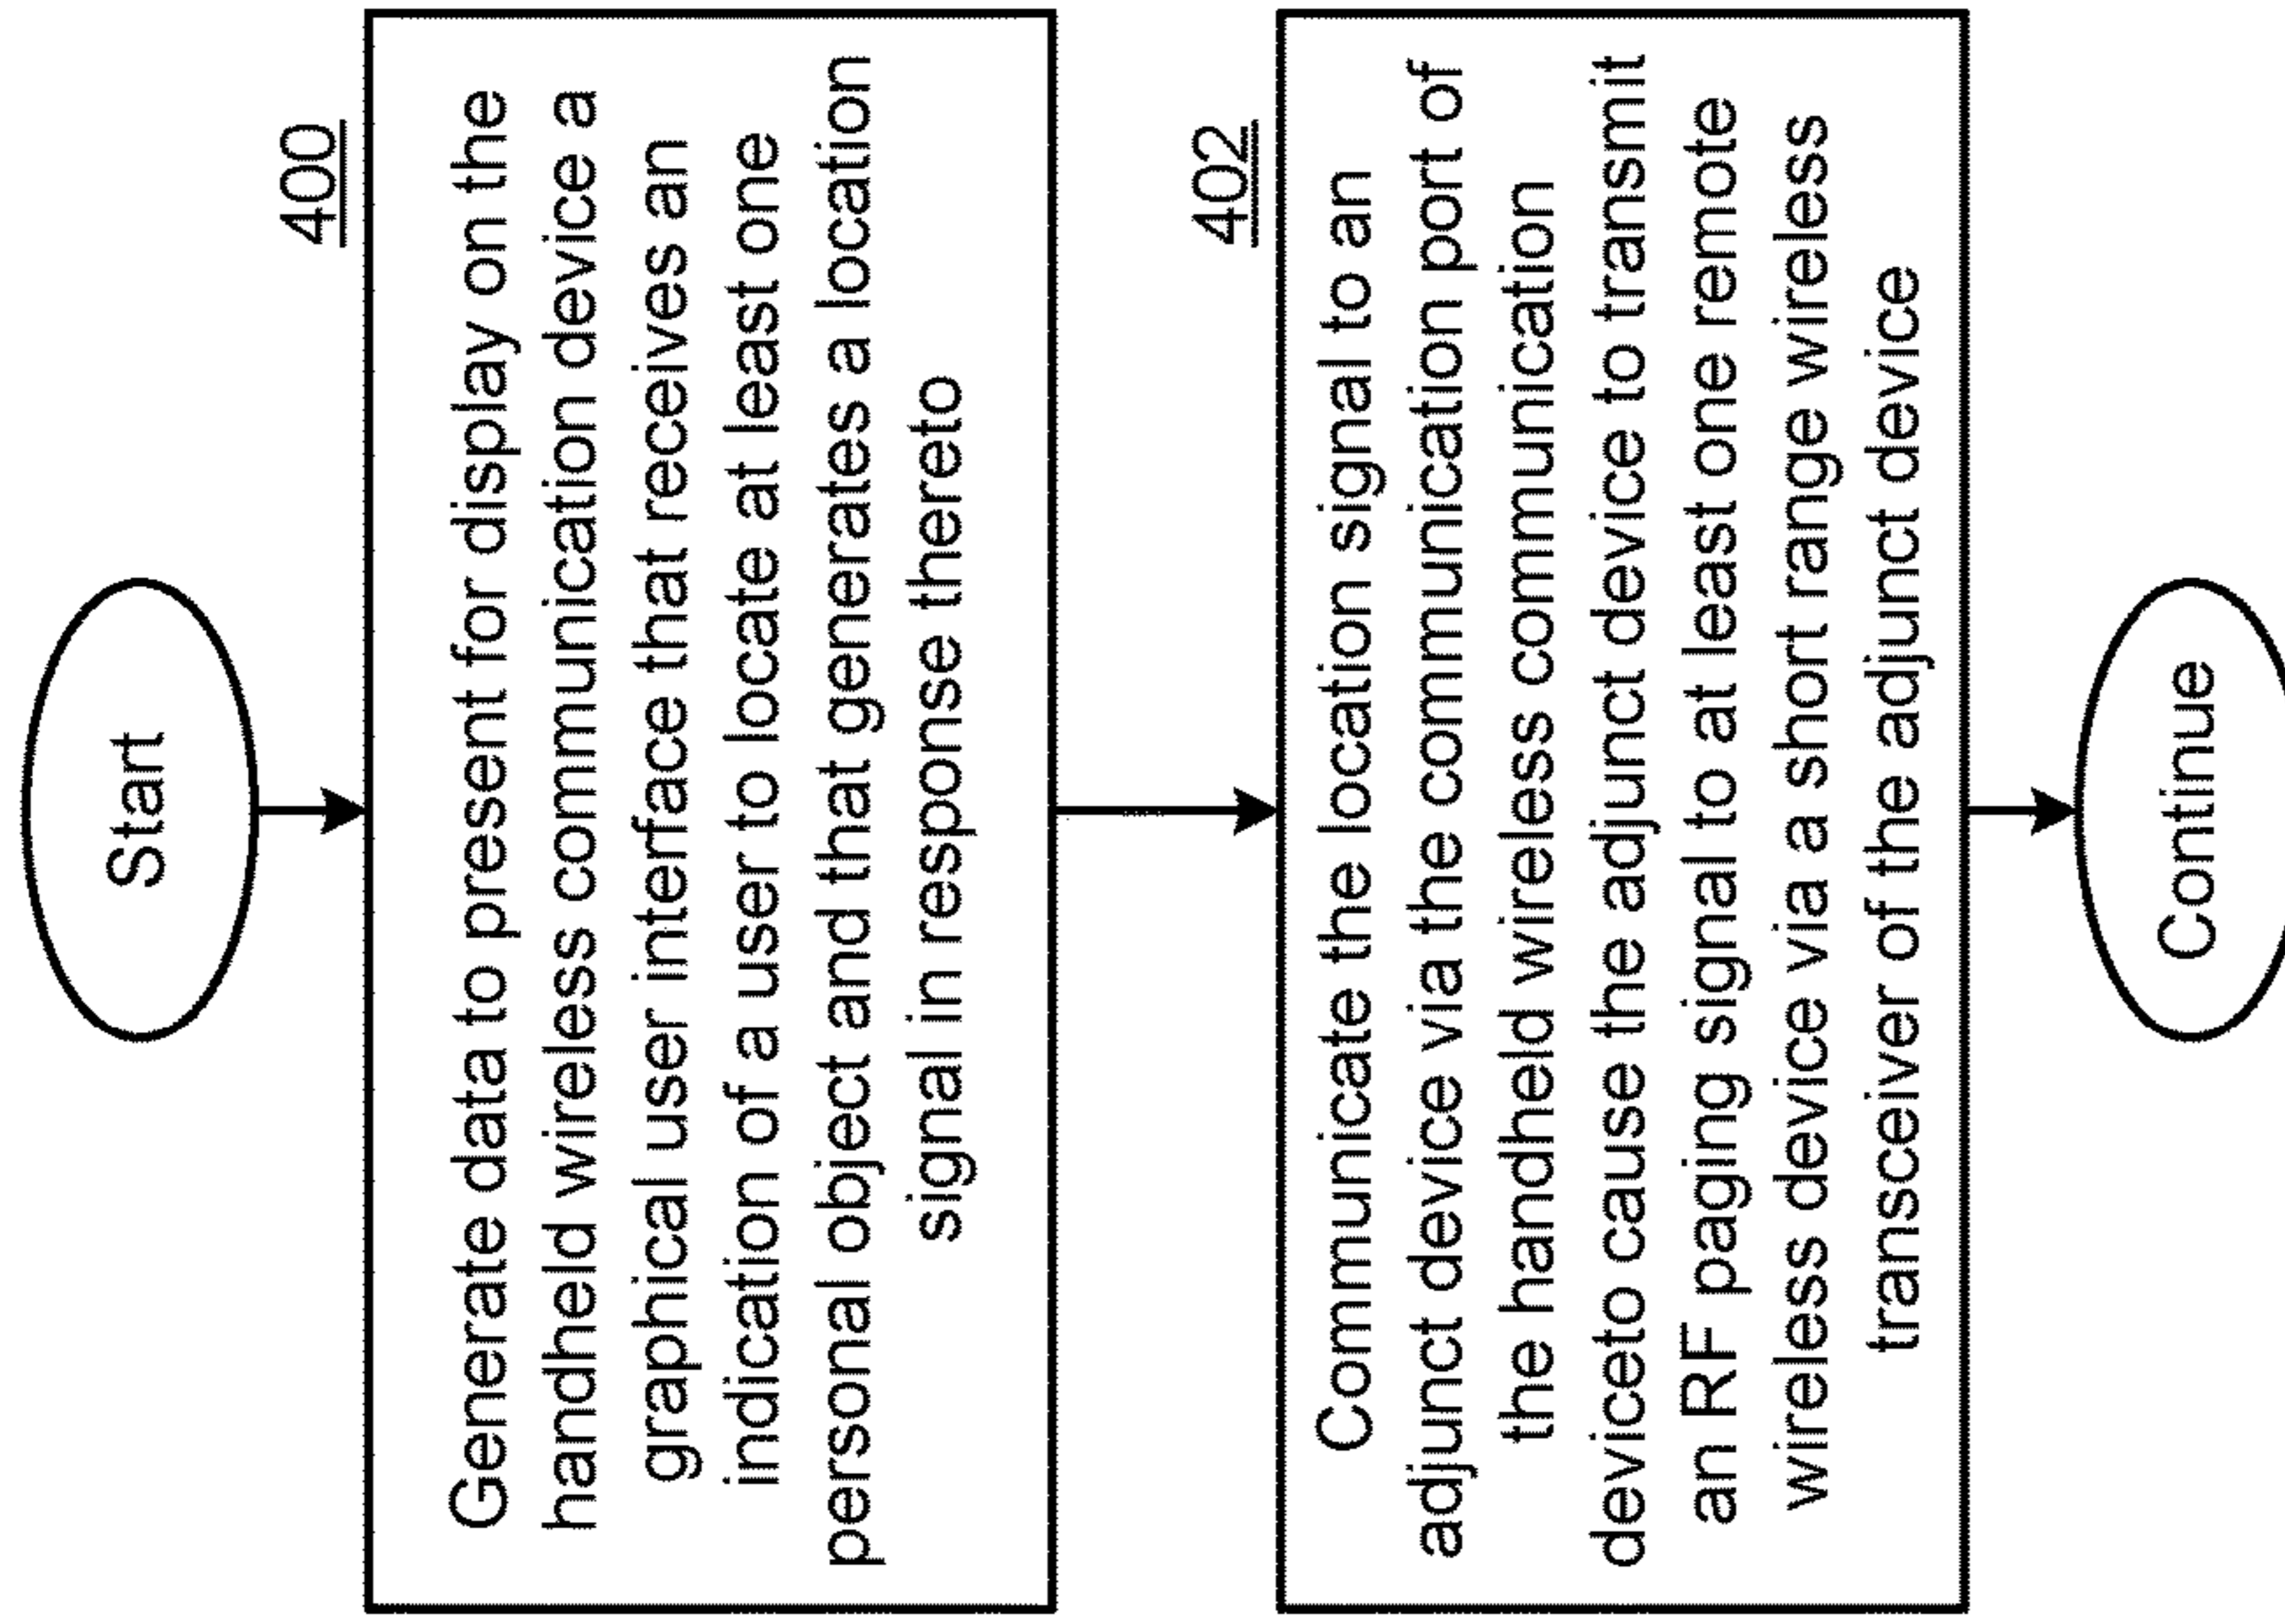 Start
400
Generate data to present for display on the
handheld wireless communication device a
graphical user interface that receives an
indication of a user to locate at least one
personal object and that generates a location
signal in response thereto
402
Communicate the location signal to an
adjunct device via the communication port of
the handheld wireless communication
deviceto cause the adjunct device to transmit
an RF paging signal to at least one remote
wireless device via a short range wireless
transceiver of the adjunct device
Continue